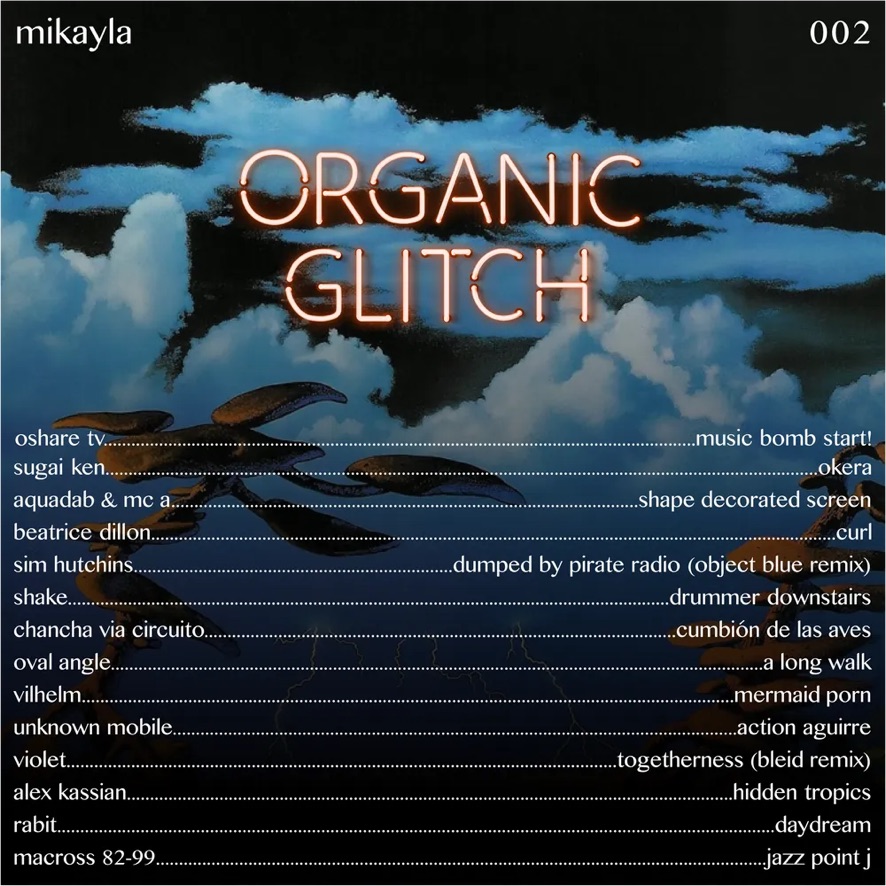 mikayla 002
ORGANIC
GLITCH
oshare tv..........music bomb start!
sugai ken..........okera
aquadab & mc a..........shape decorated screen
beatrice dillon..........curl
sim hutchins..........dumped by pirate radio (object blue remix)
shake..........drummer downstairs
chancha via circuito..........cumbión de las aves
oval angle..........a long walk
vilhelm..........mermaid porn
unknown mobile..........action aguirre
violet..........togetherness (bleid remix)
alex kassian..........hidden tropics
rabit..........daydream
macross 82-99..........jazz point j